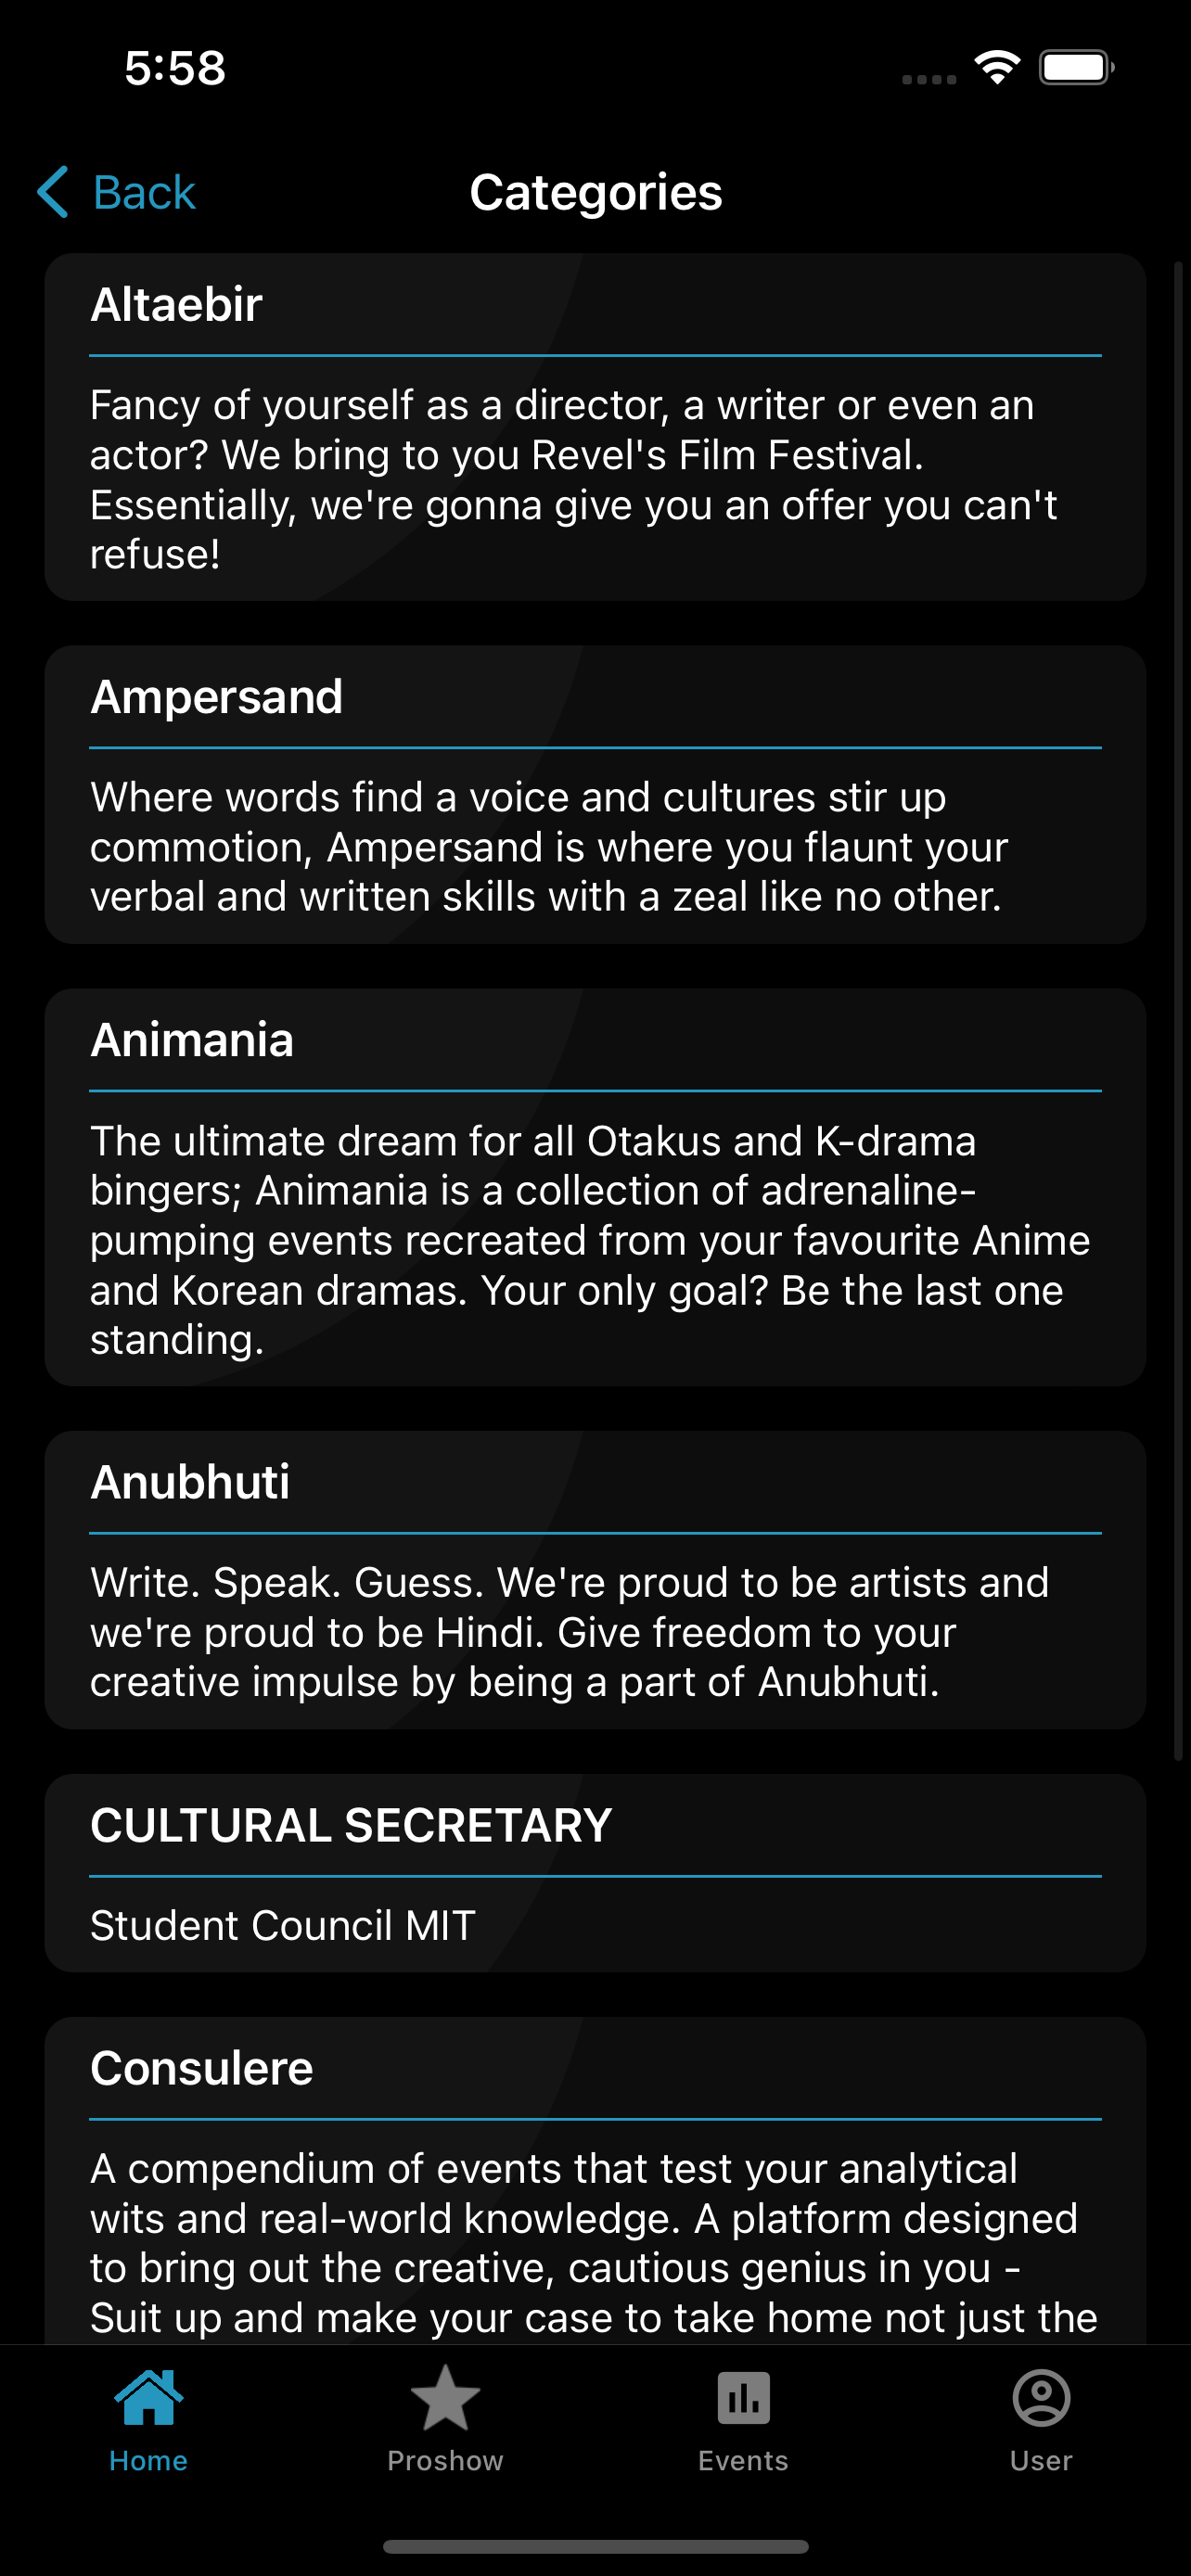 5:58
Back
Categories
Altaebir
Fancy of yourself as a director, a writer or even an
actor? We bring to you Revel's Film Festival.
Essentially, we're gonna give you an offer you can't
refuse!
Ampersand
Where words find a voice and cultures stir up
commotion, Ampersand is where you flaunt your
verbal and written skills with a zeal like no other.
Animania
The ultimate dream for all Otakus and K-drama
bingers; Animania is a collection of adrenaline-
pumping events recreated from your favourite Anime
and Korean dramas. Your only goal? Be the last one
standing.
Anubhuti
Write. Speak. Guess. We're proud to be artists and
we're proud to be Hindi. Give freedom to your
creative impulse by being a part of Anubhuti.
CULTURAL SECRETARY
Student Council MIT
Consulere
A compendium of events that test your analytical
wits and real-world knowledge. A platform designed
to bring out the creative, cautious genius in you -
Suit up and make your case to take home not just the
Home
Proshow
Events
User